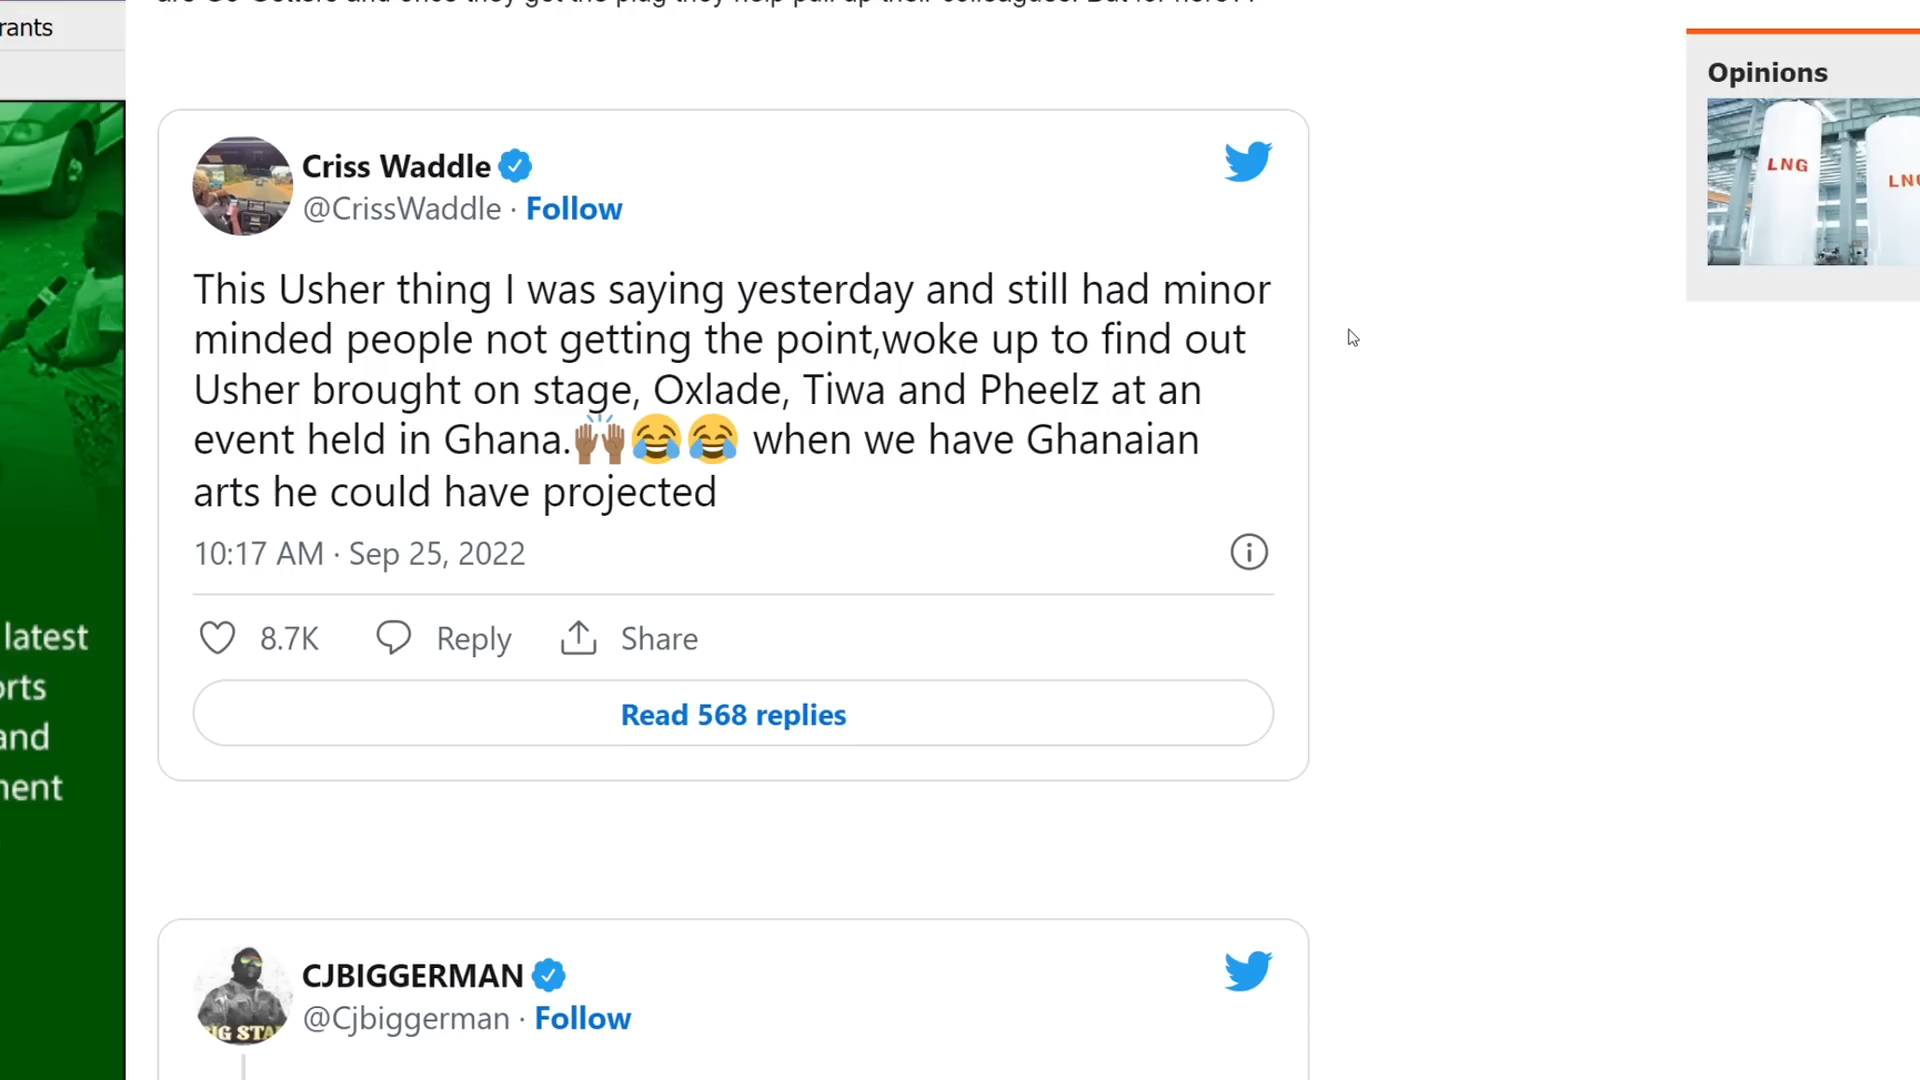 rants
Opinions
LNG
Criss Waddle
@CrissWaddle · Follow
This Usher thing I was saying yesterday and still had minor
minded people not getting the point,woke up to find out
Usher brought on stage, Oxlade, Tiwa and Pheelz at an
event held in Ghana.🙌🏾😂😂 when we have Ghanaian
arts he could have projected
10:17 AM · Sep 25, 2022
8.7K Reply Share
Read 568 replies
latest
orts
and
ment
CJBIGGERMAN
@Cjbiggerman · Follow